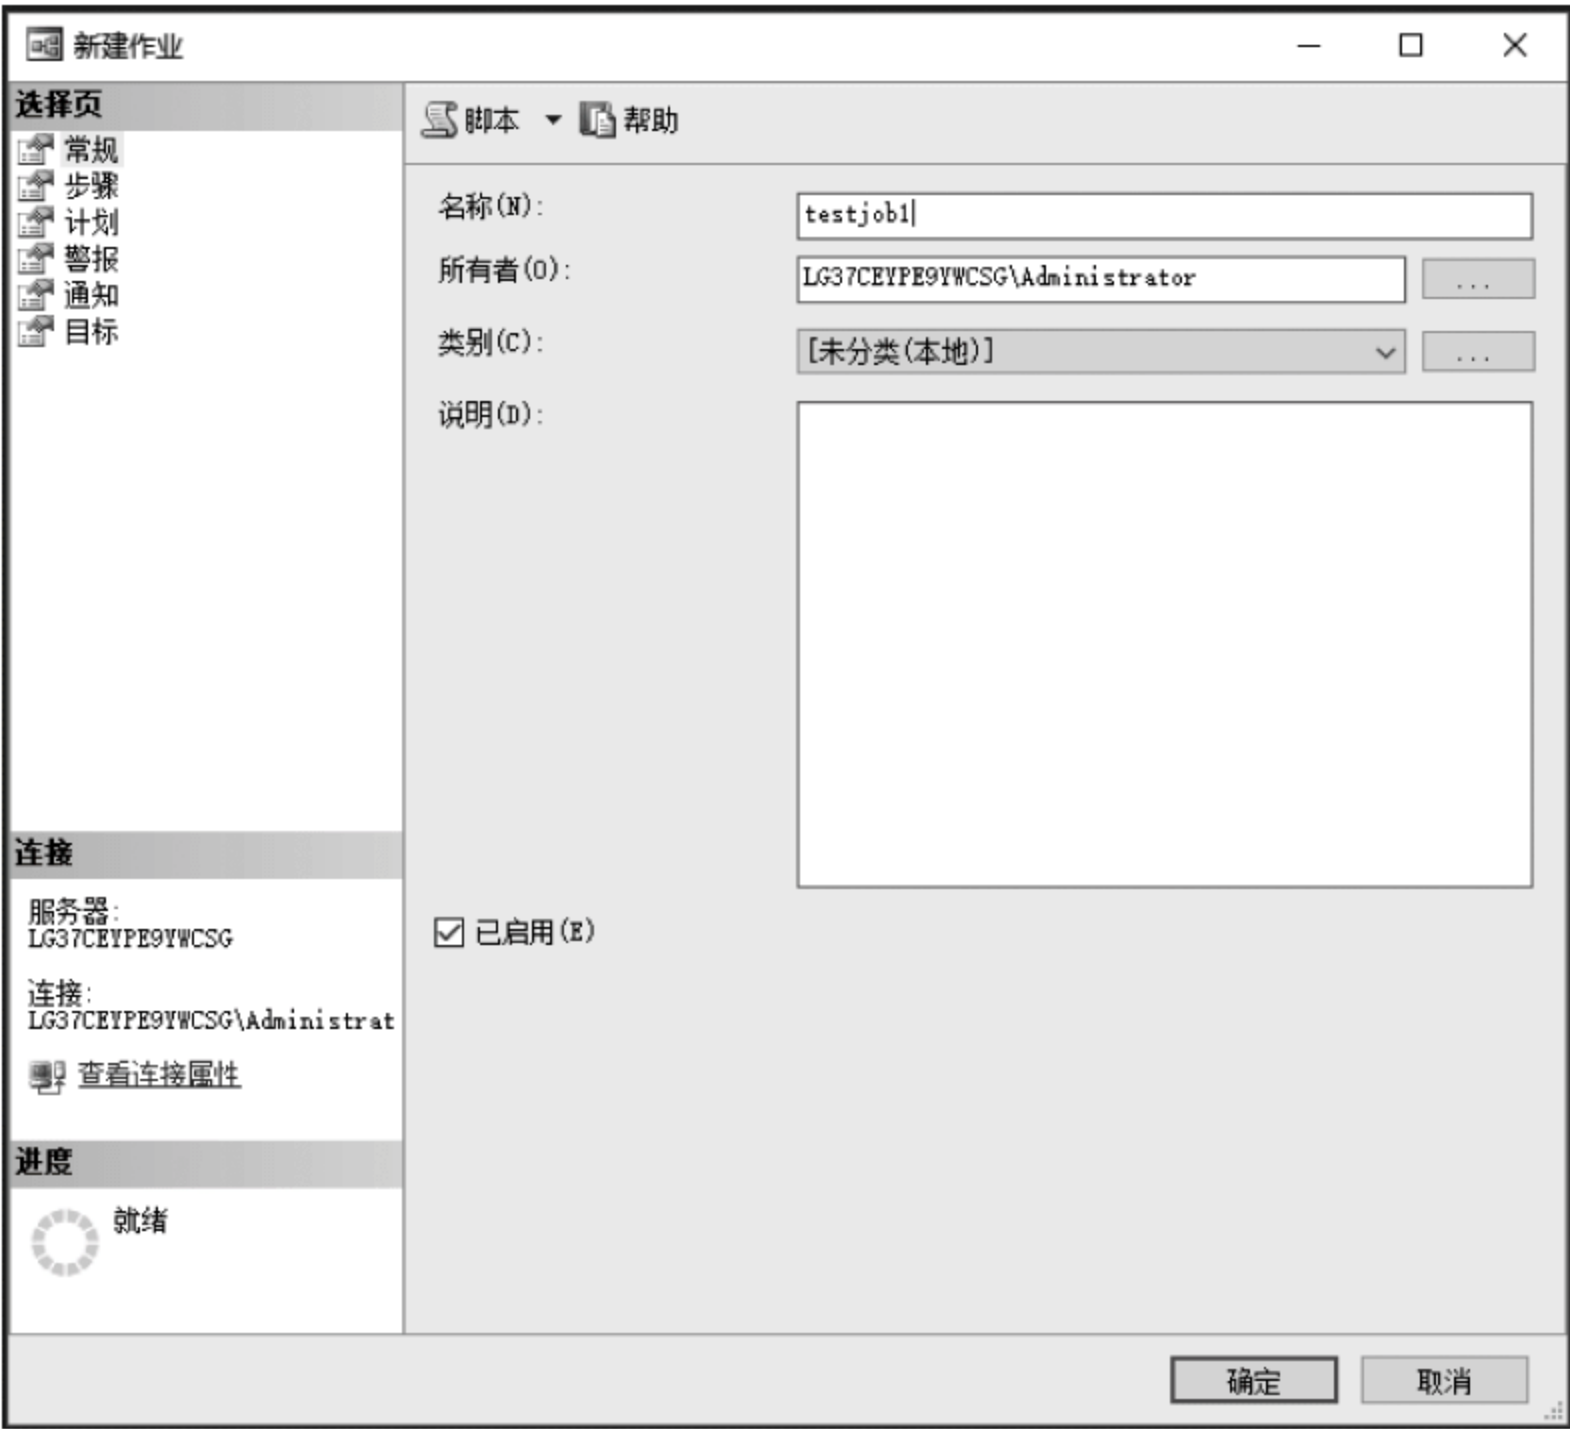 新建作业
选择页
常规
步骤
计划
警报
通知
目标
脚本 帮助
名称(N):
testjob1
所有者(O):
LG37CEYPE9YWCSG\Administrator
...
类别(C):
[未分类(本地)]
...
说明(D):
已启用(E)
连接
服务器:
LG37CEYPE9YWCSG
连接:
LG37CEYPE9YWCSG\Administrat
查看连接属性
进度
就绪
确定
取消